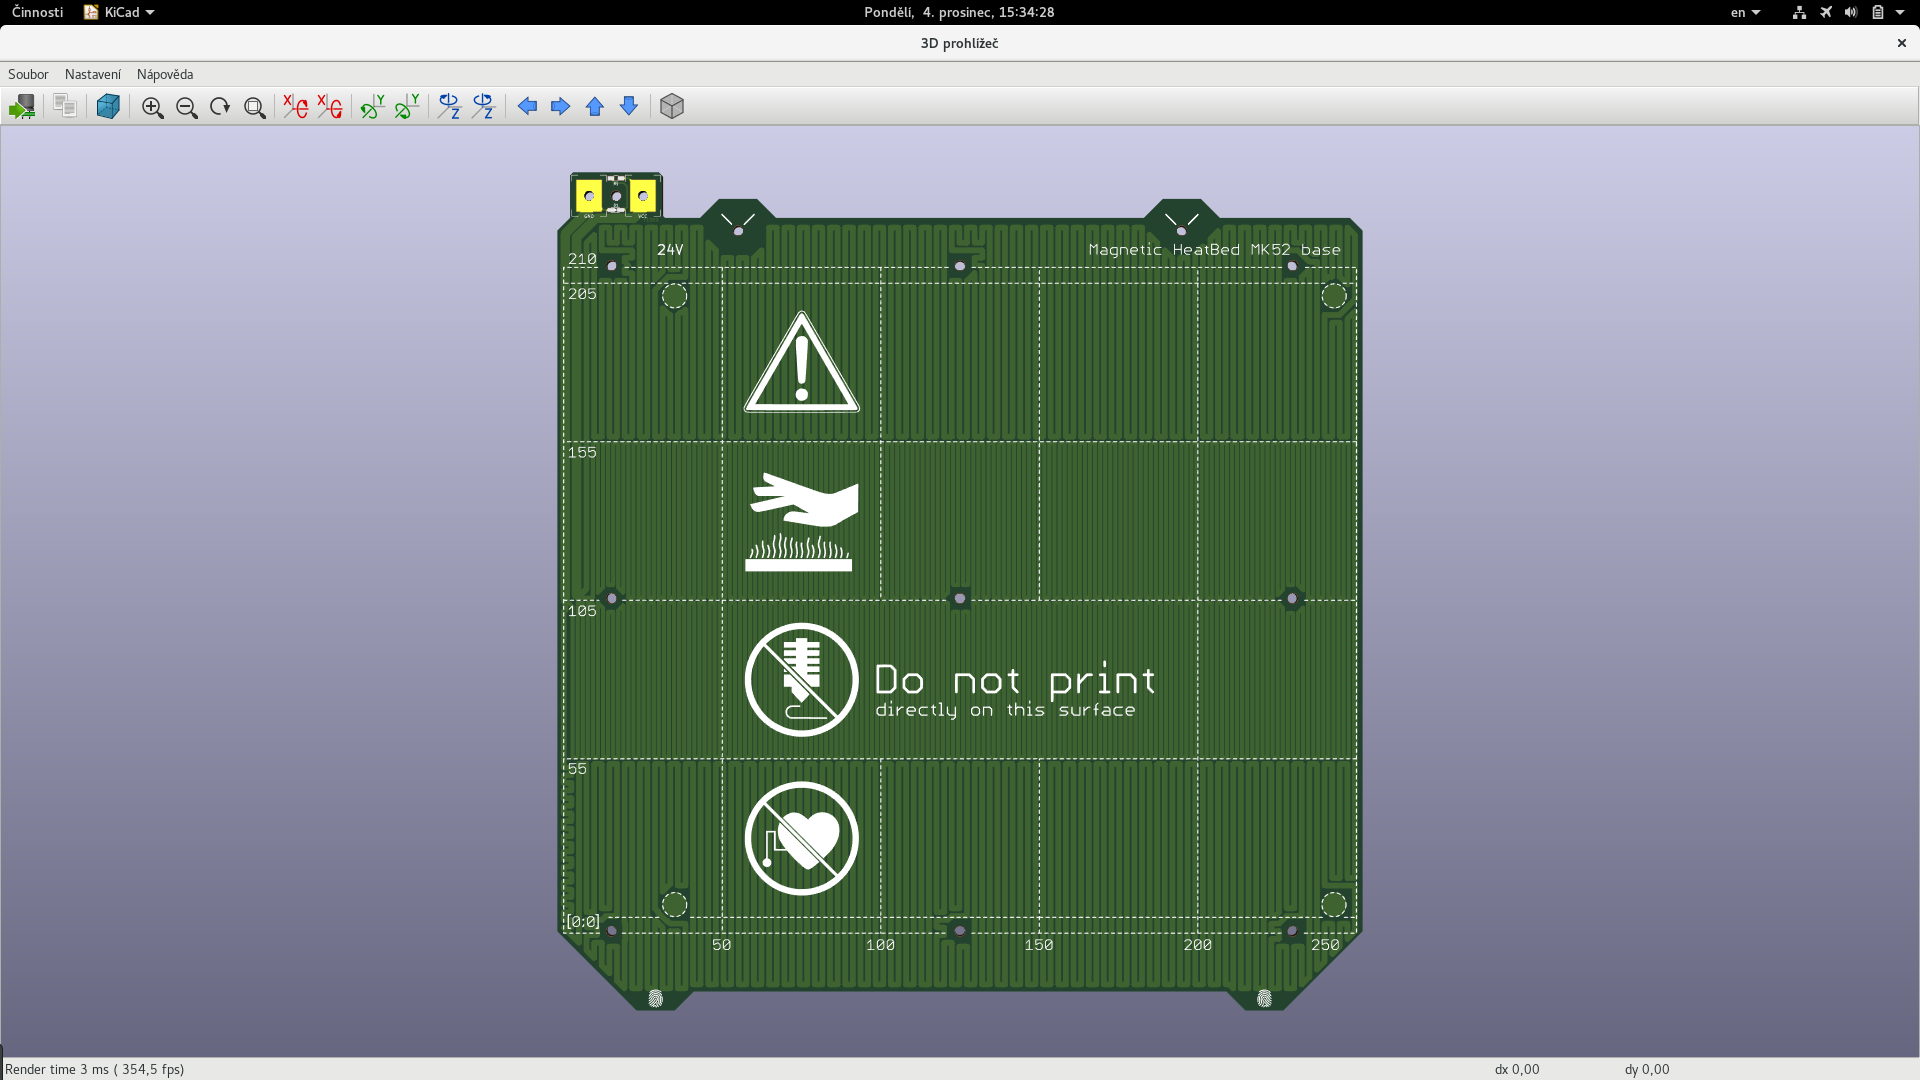 Činnosti KiCad Pondělí, 4. prosinec, 15:34:28 en
3D prohlížeč
Soubor Nastavení Nápověda
X X Y Y Z Z
GND VCC
24V Magnetic HeatBed MK52 base
210
205
155
105
Do not print
directly on this surface
55
[0:0]
50 100 150 200 250
Render time 3 ms ( 354,5 fps) dx 0,00 dy 0,00